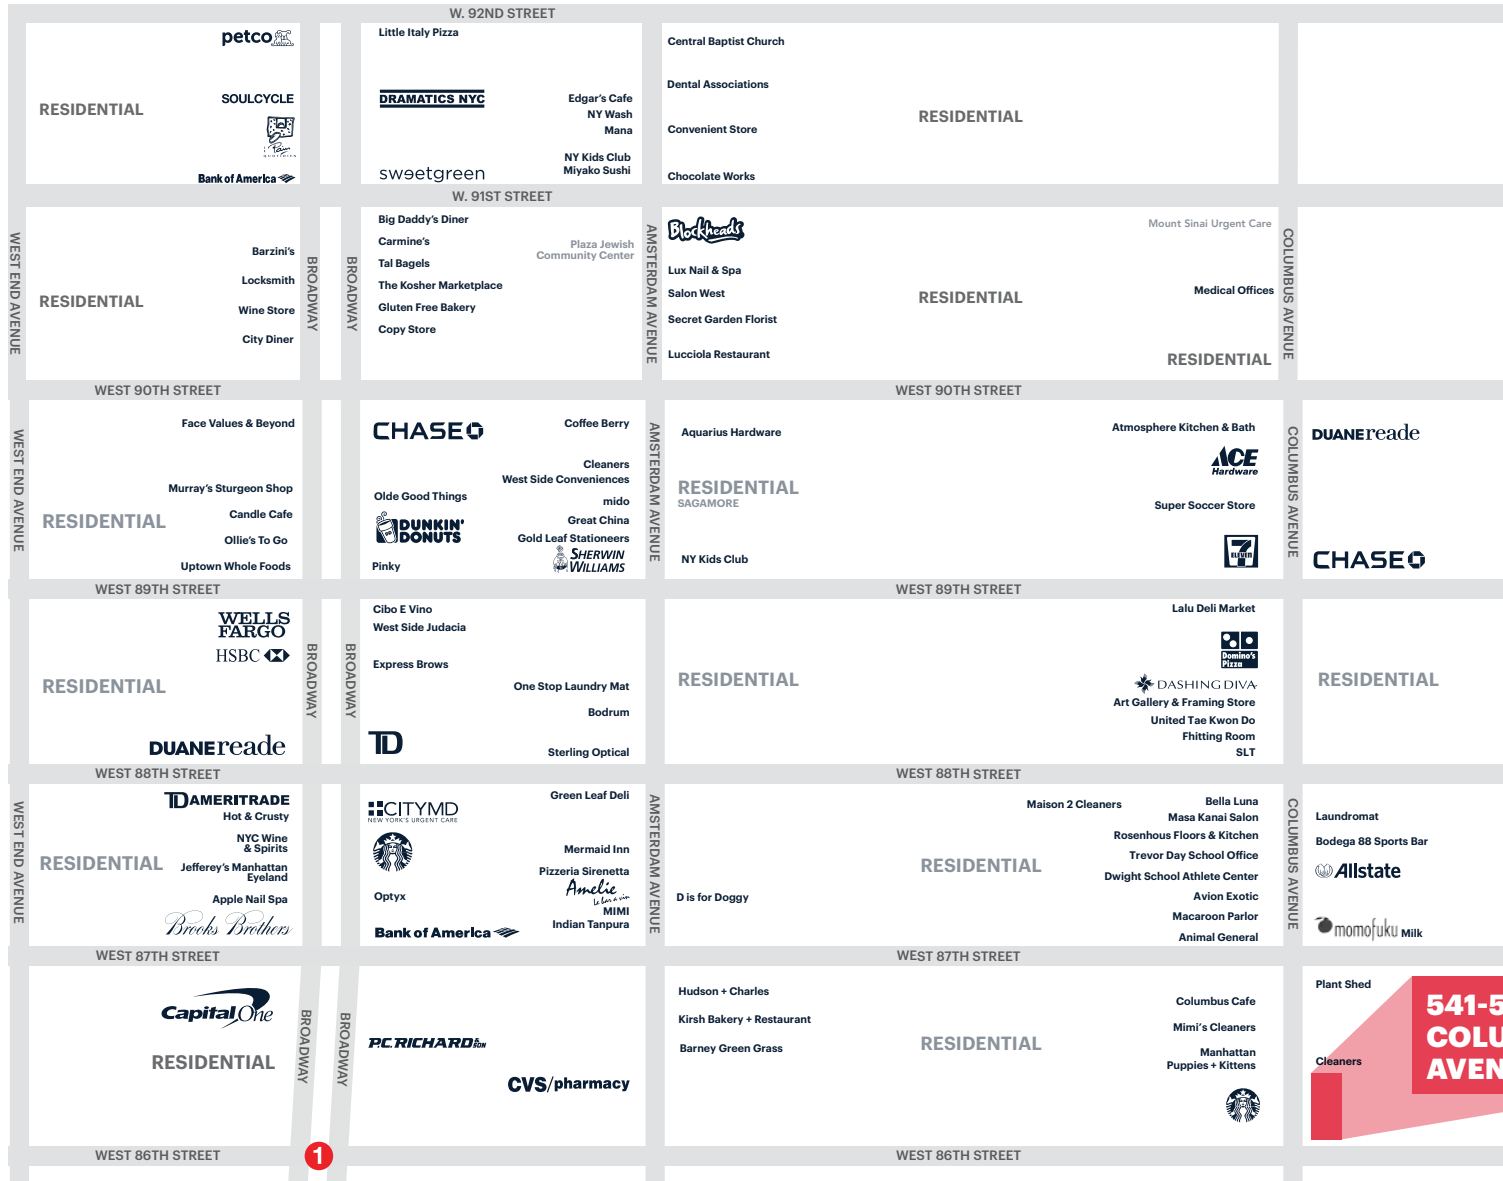 W. 92ND STREET
petco
SOULCYCLE
RESIDENTIAL
Pain
QUOTIDIEN
Bank of America
Little Italy Pizza
DRAMATICS NYC
Edgar's Cafe
NY Wash
Mana
NY Kids Club
Miyako Sushi
sweetgreen
Central Baptist Church
Dental Associations
Convenient Store
Chocolate Works
RESIDENTIAL
W. 91ST STREET
WEST END AVENUE
RESIDENTIAL
Barzini's
Locksmith
Wine Store
City Diner
BROADWAY
BROADWAY
Big Daddy's Diner
Carmine's
Tal Bagels
The Kosher Marketplace
Gluten Free Bakery
Copy Store
Plaza Jewish
Community Center
AMSTERDAM AVENUE
Blockheads
Lux Nail & Spa
Salon West
Secret Garden Florist
Lucciola Restaurant
RESIDENTIAL
Mount Sinai Urgent Care
Medical Offices
RESIDENTIAL
COLUMBUS AVENUE
WEST 90TH STREET
WEST 90TH STREET
WEST END AVENUE
Face Values & Beyond
Murray's Sturgeon Shop
RESIDENTIAL
Candle Cafe
Ollie's To Go
Uptown Whole Foods
CHASE
Olde Good Things
DUNKIN'
DONUTS
Pinky
Coffee Berry
Cleaners
West Side Conveniences
mido
Great China
Gold Leaf Stationeers
SHERWIN
WILLIAMS
AMSTERDAM AVENUE
Aquarius Hardware
RESIDENTIAL
SAGAMORE
NY Kids Club
Atmosphere Kitchen & Bath
ACE
Hardware
Super Soccer Store
7
ELEVEN
COLUMBUS AVENUE
DUANEreade
CHASE
WEST 89TH STREET
WEST 89TH STREET
WELLS
FARGO
HSBC
RESIDENTIAL
DUANEreade
BROADWAY
BROADWAY
Cibo E Vino
West Side Judacia
Express Brows
One Stop Laundry Mat
Bodrum
TD
Sterling Optical
RESIDENTIAL
Lalu Deli Market
Domino's
Pizza
DASHING DIVA
Art Gallery & Framing Store
United Tae Kwon Do
Fhitting Room
SLT
RESIDENTIAL
WEST 88TH STREET
WEST 88TH STREET
WEST END AVENUE
TD AMERITRADE
Hot & Crusty
NYC Wine
& Spirits
RESIDENTIAL
Jefferey's Manhattan
Eyeland
Apple Nail Spa
Brooks Brothers
CITYMD
NEW YORK'S URGENT CARE
Optyx
Bank of America
Green Leaf Deli
Mermaid Inn
Pizzeria Sirenetta
Amelie
Le bar a vin
MIMI
Indian Tanpura
AMSTERDAM AVENUE
D is for Doggy
RESIDENTIAL
Maison 2 Cleaners
Bella Luna
Masa Kanai Salon
Rosenhous Floors & Kitchen
Trevor Day School Office
Dwight School Athlete Center
Avion Exotic
Macaroon Parlor
Animal General
COLUMBUS AVENUE
Laundromat
Bodega 88 Sports Bar
Allstate
momofuku Milk
WEST 87TH STREET
WEST 87TH STREET
Capital One
RESIDENTIAL
BROADWAY
BROADWAY
P.C. RICHARD & SON
CVS/pharmacy
Hudson + Charles
Kirsh Bakery + Restaurant
Barney Green Grass
RESIDENTIAL
Columbus Cafe
Mimi's Cleaners
Manhattan
Puppies + Kittens
Plant Shed
Cleaners
541-5
COLU
AVEN
1
WEST 86TH STREET
WEST 86TH STREET